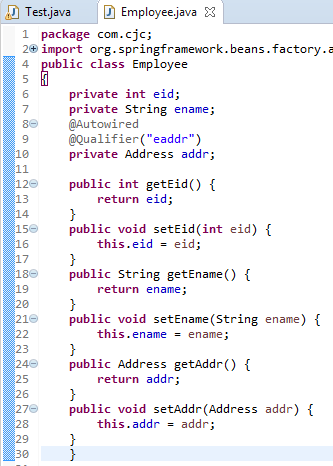 Test.java Employee.java
1 package com.cjc;
2 import org.springframework.beans.factory.a
4 public class Employee
5 {
6 private int eid;
7 private String ename;
8 @Autowired
9 @Qualifier("eaddr")
10 private Address addr;
11
12 public int getEid() {
13 return eid;
14 }
15 public void setEid(int eid) {
16 this.eid = eid;
17 }
18 public String getEname() {
19 return ename;
20 }
21 public void setEname(String ename) {
22 this.ename = ename;
23 }
24 public Address getAddr() {
25 return addr;
26 }
27 public void setAddr(Address addr) {
28 this.addr = addr;
29 }
30 }